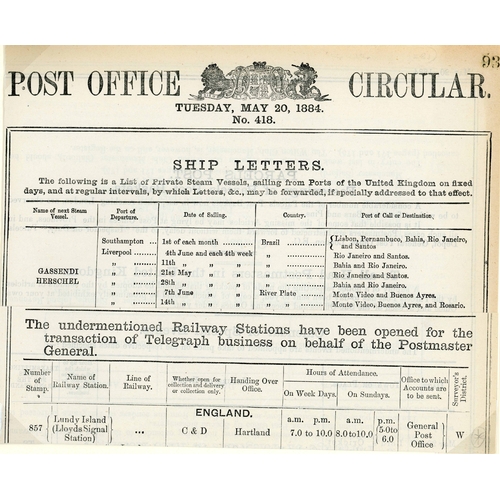 93
POST OFFICE CIRCULAR.
TUESDAY, MAY 20, 1884.
No. 418.
SHIP LETTERS.
The following is a List of Private Steam Vessels, sailing from Ports of the United Kingdom on fixed
days, and at regular intervals, by which Letters, &c., may be forwarded, if specially addressed to that effect.
Name of next Steam Vessel. Port of Departure. Date of Sailing. Country. Port of Call or Destination.
Southampton ... 1st of each month ... Brazil ... {Lisbon, Pernambuco, Bahia, Rio Janeiro,
and Santos
Liverpool ... 4th June and each 4th week „ ... Rio Janeiro and Santos.
„ ... 11th „ „ „ ... Bahia and Rio Janeiro.
GASSENDI „ ... 21st May „ „ ... Rio Janeiro and Santos.
HERSCHEL „ ... 28th „ „ „ ... Bahia and Rio Janeiro.
„ ... 7th June „ River Plate ... Monte Video and Buenos Ayres.
„ ... 14th „ „ „ ... Monte Video, Buenos Ayres, and Rosario.
The undermentioned Railway Stations have been opened for the
transaction of Telegraph business on behalf of the Postmaster
General.
Number of Stamp. Name of Railway Station. Line of Railway. Whether open for collection and delivery or collection only. Handing Over Office. Hours of Attendance. On Week Days. On Sundays. Office to which Accounts are to be sent. Surveyor's District.
ENGLAND.
857 {Lundy Island (Lloyds Signal Station)} ... C & D Hartland a.m. p.m. 7.0 to 10.0 a.m. 8.0 to 10.0 p.m. {5.0 to 6.0} {General Post Office} W